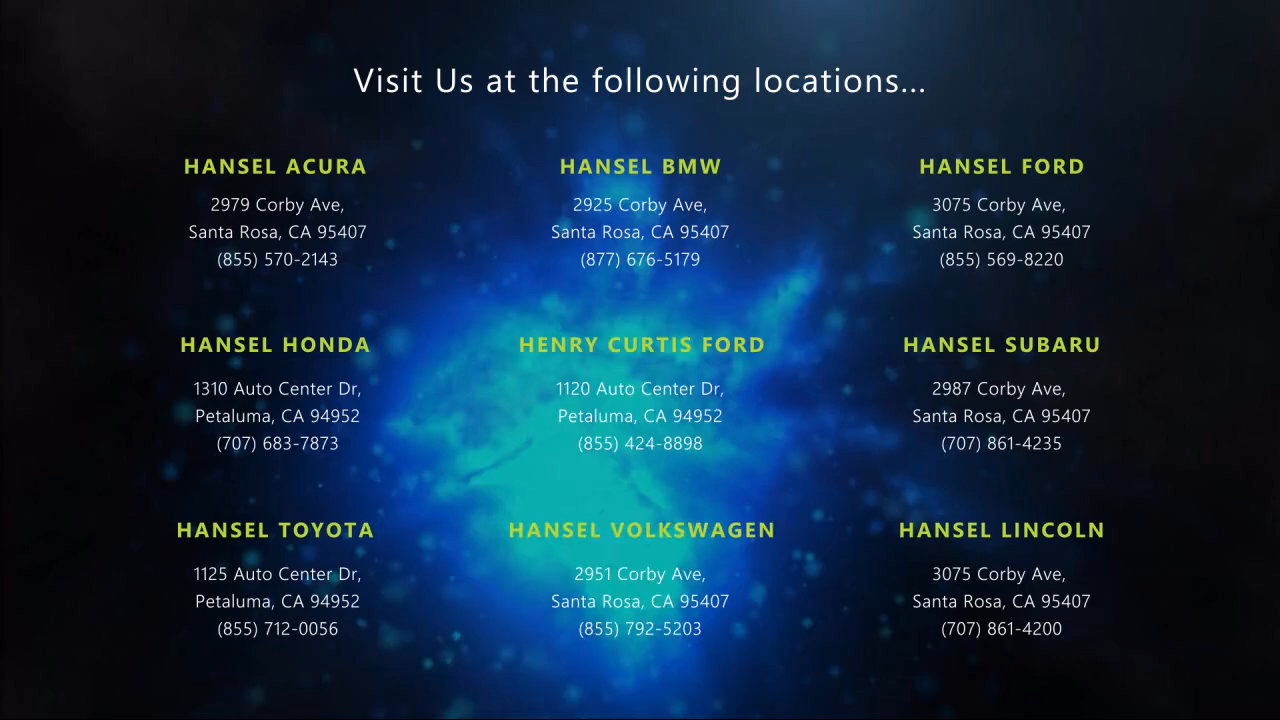 Visit Us at the following locations...
HANSEL ACURA
2979 Corby Ave,
Santa Rosa, CA 95407
(855) 570-2143
HANSEL BMW
2925 Corby Ave,
Santa Rosa, CA 95407
(877) 676-5179
HANSEL FORD
3075 Corby Ave,
Santa Rosa, CA 95407
(855) 569-8220
HANSEL HONDA
1310 Auto Center Dr,
Petaluma, CA 94952
(707) 683-7873
HENRY CURTIS FORD
1120 Auto Center Dr,
Petaluma, CA 94952
(855) 424-8898
HANSEL SUBARU
2987 Corby Ave,
Santa Rosa, CA 95407
(707) 861-4235
HANSEL TOYOTA
1125 Auto Center Dr,
Petaluma, CA 94952
(855) 712-0056
HANSEL VOLKSWAGEN
2951 Corby Ave,
Santa Rosa, CA 95407
(855) 792-5203
HANSEL LINCOLN
3075 Corby Ave,
Santa Rosa, CA 95407
(707) 861-4200